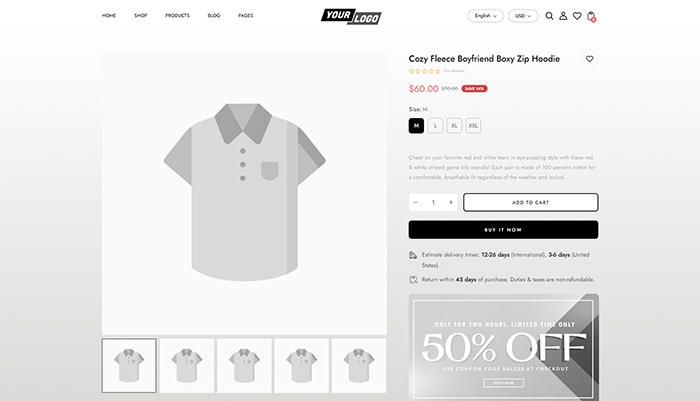 HOME SHOP PRODUCTS BLOG PAGES
YOUR LOGO
English USD
Cozy Fleece Boyfriend Boxy Zip Hoodie
No reviews
$60.00 $70.00 SAVE 14%
Size: M
M L XL XXL
Cheer on your favorite red and white team in eye-popping style with these red
& white striped game bib overalls! Each pair is made of 100 percent cotton for
a comfortable, breathable fit regardless of the weather and includ...
− 1 + ADD TO CART
BUY IT NOW
Estimate delivery times: 12-26 days (International), 3-6 days (United
States).
Return within 45 days of purchase. Duties & taxes are non-refundable.
ONLY FOR TWO HOURS. LIMITED TIME ONLY
50% OFF
USE COUPON CODE SALE50 AT CHECKOUT
SHOP NOW